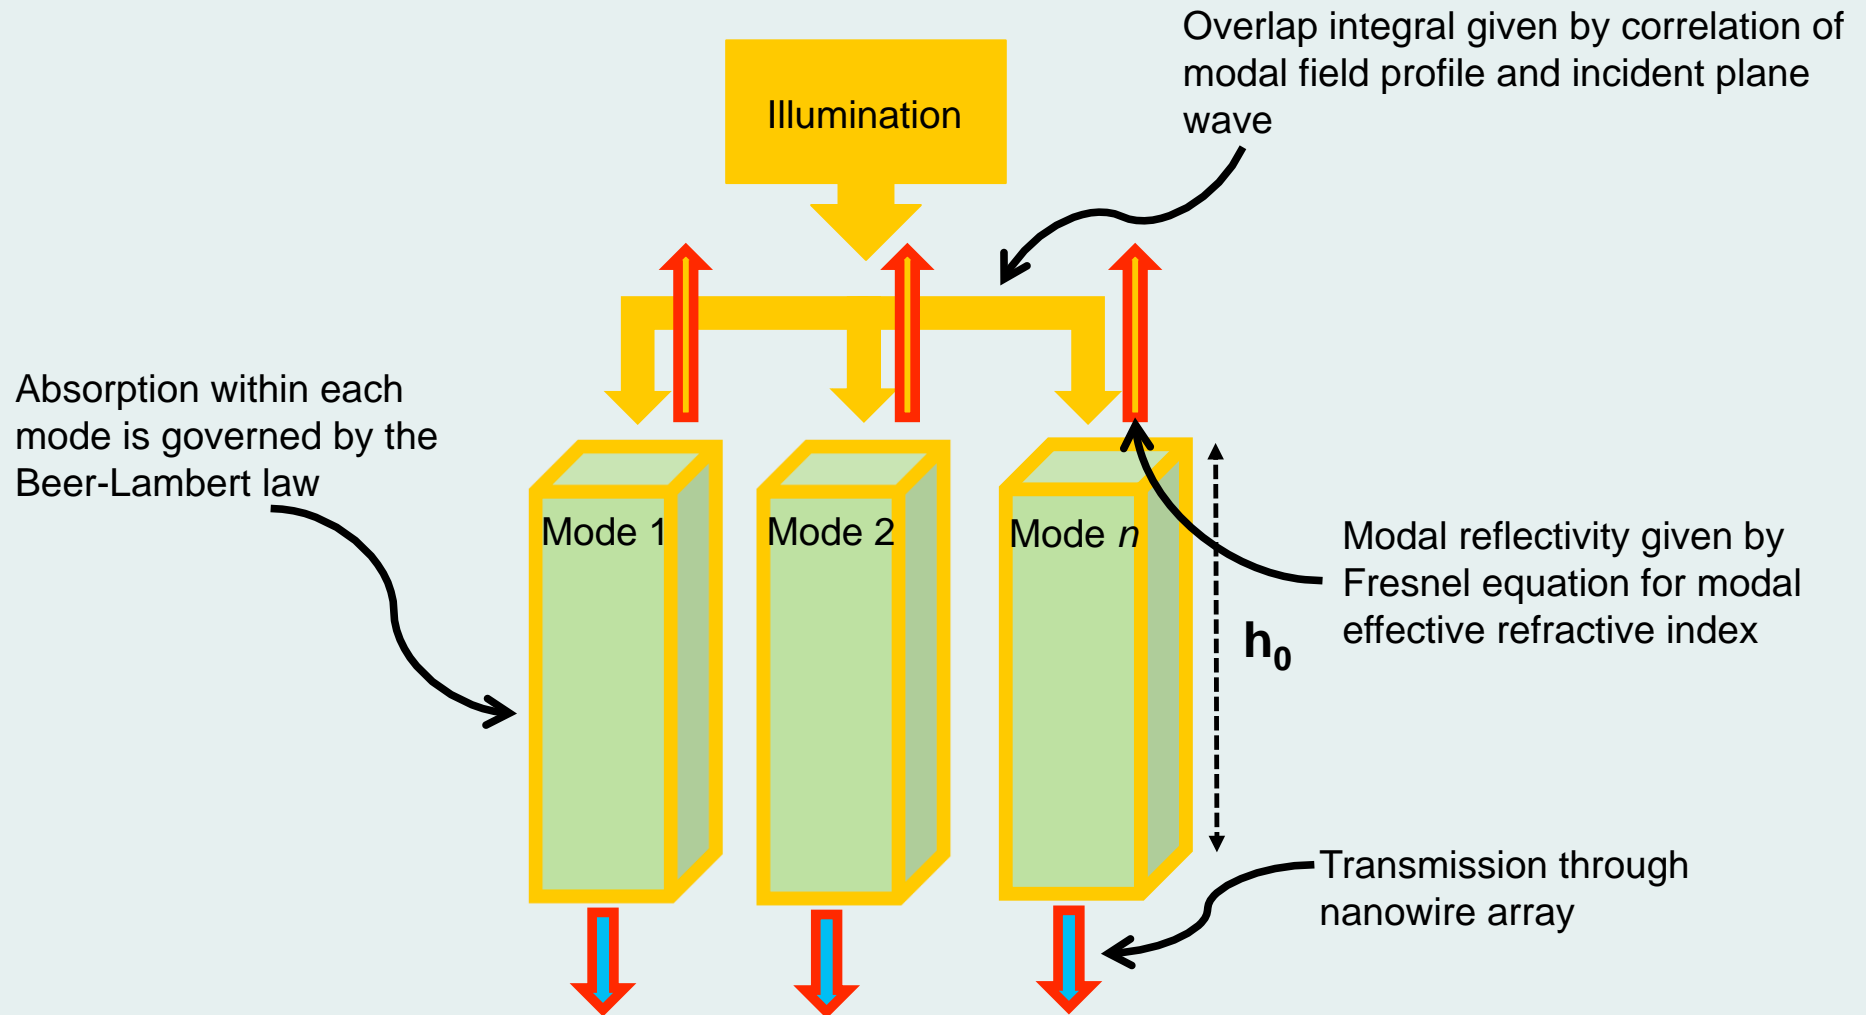 Overlap integral given by correlation of
modal field profile and incident plane
wave
Illumination
Absorption within each
mode is governed by the
Beer-Lambert law
Mode 1
Mode 2
Mode n
Modal reflectivity given by
Fresnel equation for modal
effective refractive index
h₀
Transmission through
nanowire array